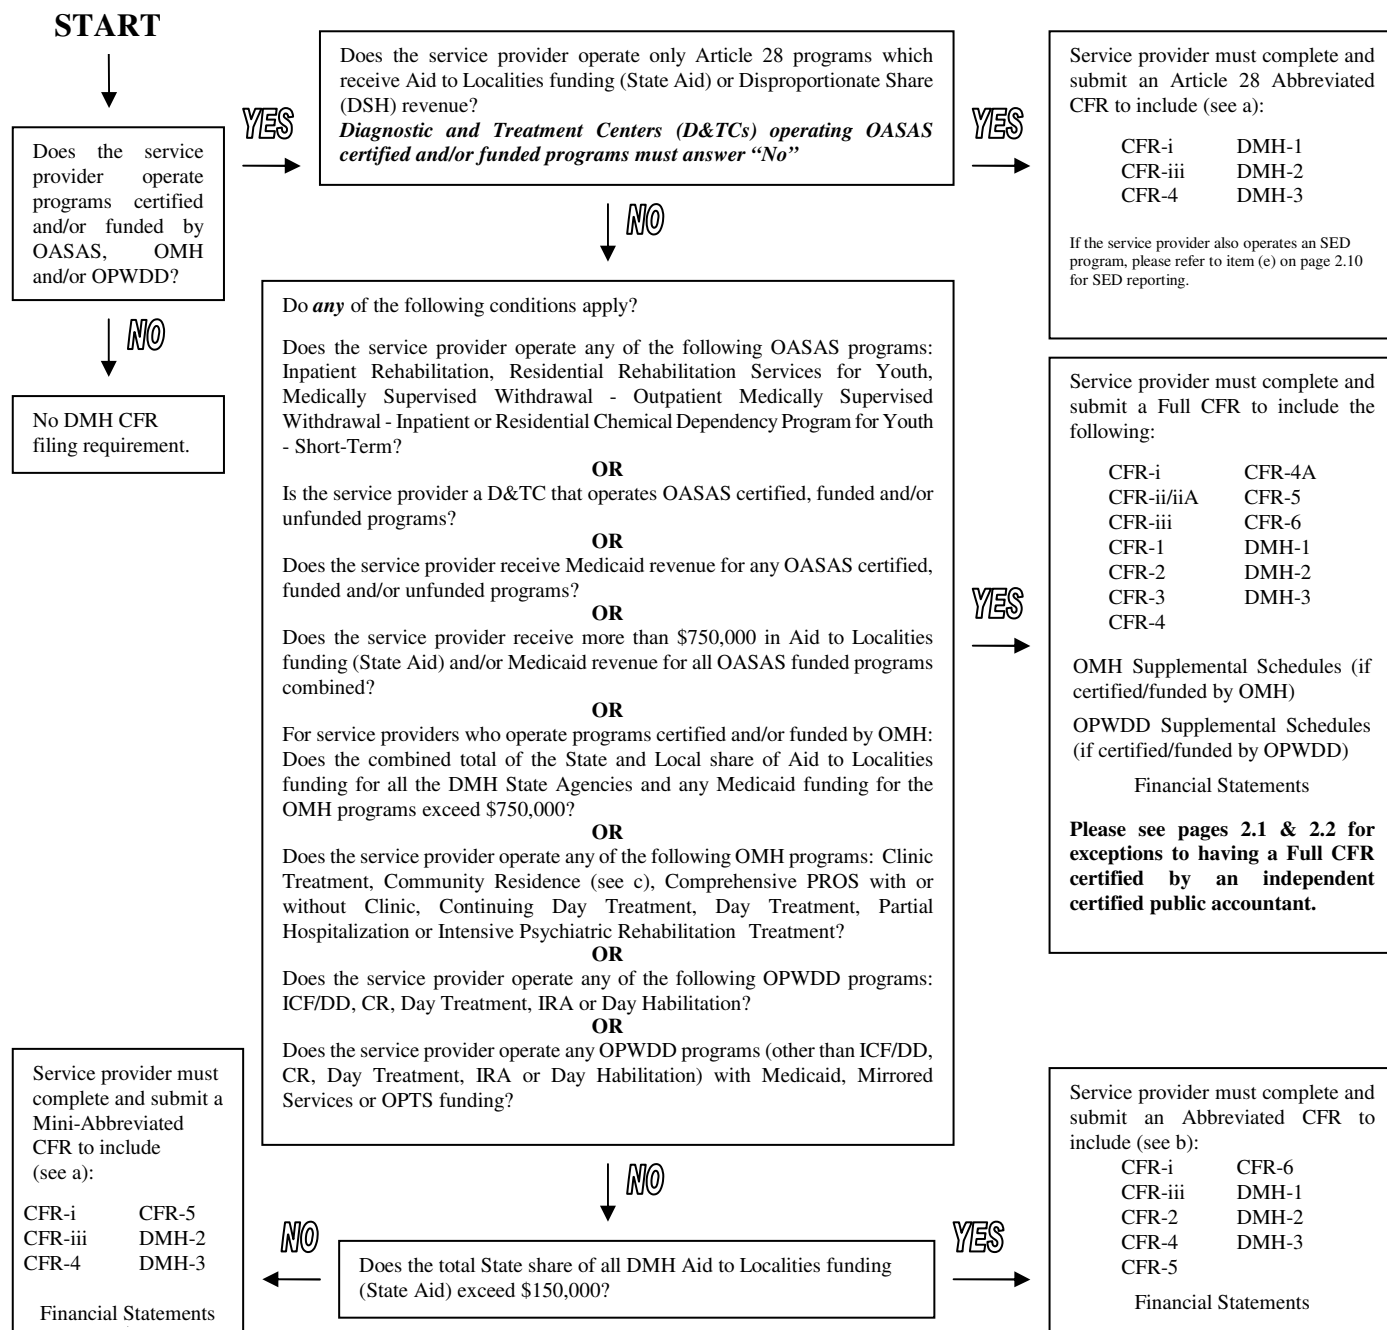 START
Does the service
provider operate
programs certified
and/or funded by
OASAS, OMH
and/or OPWDD?
YES
NO
No DMH CFR
filing requirement.
Does the service provider operate only Article 28 programs which
receive Aid to Localities funding (State Aid) or Disproportionate Share
(DSH) revenue?
Diagnostic and Treatment Centers (D&TCs) operating OASAS
certified and/or funded programs must answer “No”
YES
NO
Service provider must complete and
submit an Article 28 Abbreviated
CFR to include (see a):
CFR-i DMH-1
CFR-iii DMH-2
CFR-4 DMH-3
If the service provider also operates an SED
program, please refer to item (e) on page 2.10
for SED reporting.
Do any of the following conditions apply?
Does the service provider operate any of the following OASAS programs:
Inpatient Rehabilitation, Residential Rehabilitation Services for Youth,
Medically Supervised Withdrawal - Outpatient Medically Supervised
Withdrawal - Inpatient or Residential Chemical Dependency Program for Youth
- Short-Term?
OR
Is the service provider a D&TC that operates OASAS certified, funded and/or
unfunded programs?
OR
Does the service provider receive Medicaid revenue for any OASAS certified,
funded and/or unfunded programs?
OR
Does the service provider receive more than $750,000 in Aid to Localities
funding (State Aid) and/or Medicaid revenue for all OASAS funded programs
combined?
OR
For service providers who operate programs certified and/or funded by OMH:
Does the combined total of the State and Local share of Aid to Localities
funding for all the DMH State Agencies and any Medicaid funding for the
OMH programs exceed $750,000?
OR
Does the service provider operate any of the following OMH programs: Clinic
Treatment, Community Residence (see c), Comprehensive PROS with or
without Clinic, Continuing Day Treatment, Day Treatment, Partial
Hospitalization or Intensive Psychiatric Rehabilitation Treatment?
OR
Does the service provider operate any of the following OPWDD programs:
ICF/DD, CR, Day Treatment, IRA or Day Habilitation?
OR
Does the service provider operate any OPWDD programs (other than ICF/DD,
CR, Day Treatment, IRA or Day Habilitation) with Medicaid, Mirrored
Services or OPTS funding?
YES
NO
Service provider must complete and
submit a Full CFR to include the
following:
CFR-i CFR-4A
CFR-ii/iiA CFR-5
CFR-iii CFR-6
CFR-1 DMH-1
CFR-2 DMH-2
CFR-3 DMH-3
CFR-4
OMH Supplemental Schedules (if
certified/funded by OMH)
OPWDD Supplemental Schedules
(if certified/funded by OPWDD)
Financial Statements
Please see pages 2.1 & 2.2 for
exceptions to having a Full CFR
certified by an independent
certified public accountant.
Does the total State share of all DMH Aid to Localities funding
(State Aid) exceed $150,000?
NO
YES
Service provider must
complete and submit a
Mini-Abbreviated
CFR to include
(see a):
CFR-i CFR-5
CFR-iii DMH-2
CFR-4 DMH-3
Financial Statements
Service provider must complete and
submit an Abbreviated CFR to
include (see b):
CFR-i CFR-6
CFR-iii DMH-1
CFR-2 DMH-2
CFR-4 DMH-3
CFR-5
Financial Statements